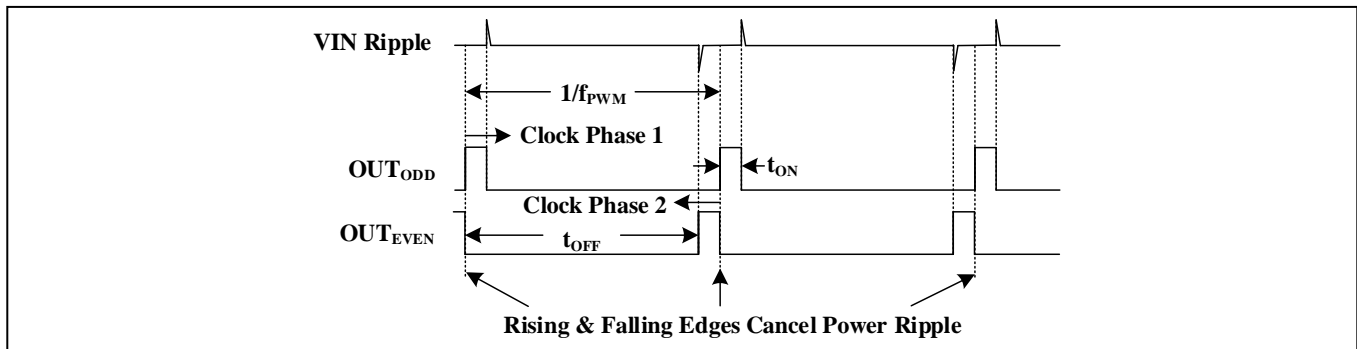 VIN Ripple
1/fPWM
Clock Phase 1
OUTODD
tON
Clock Phase 2
OUTEVEN
tOFF
Rising & Falling Edges Cancel Power Ripple